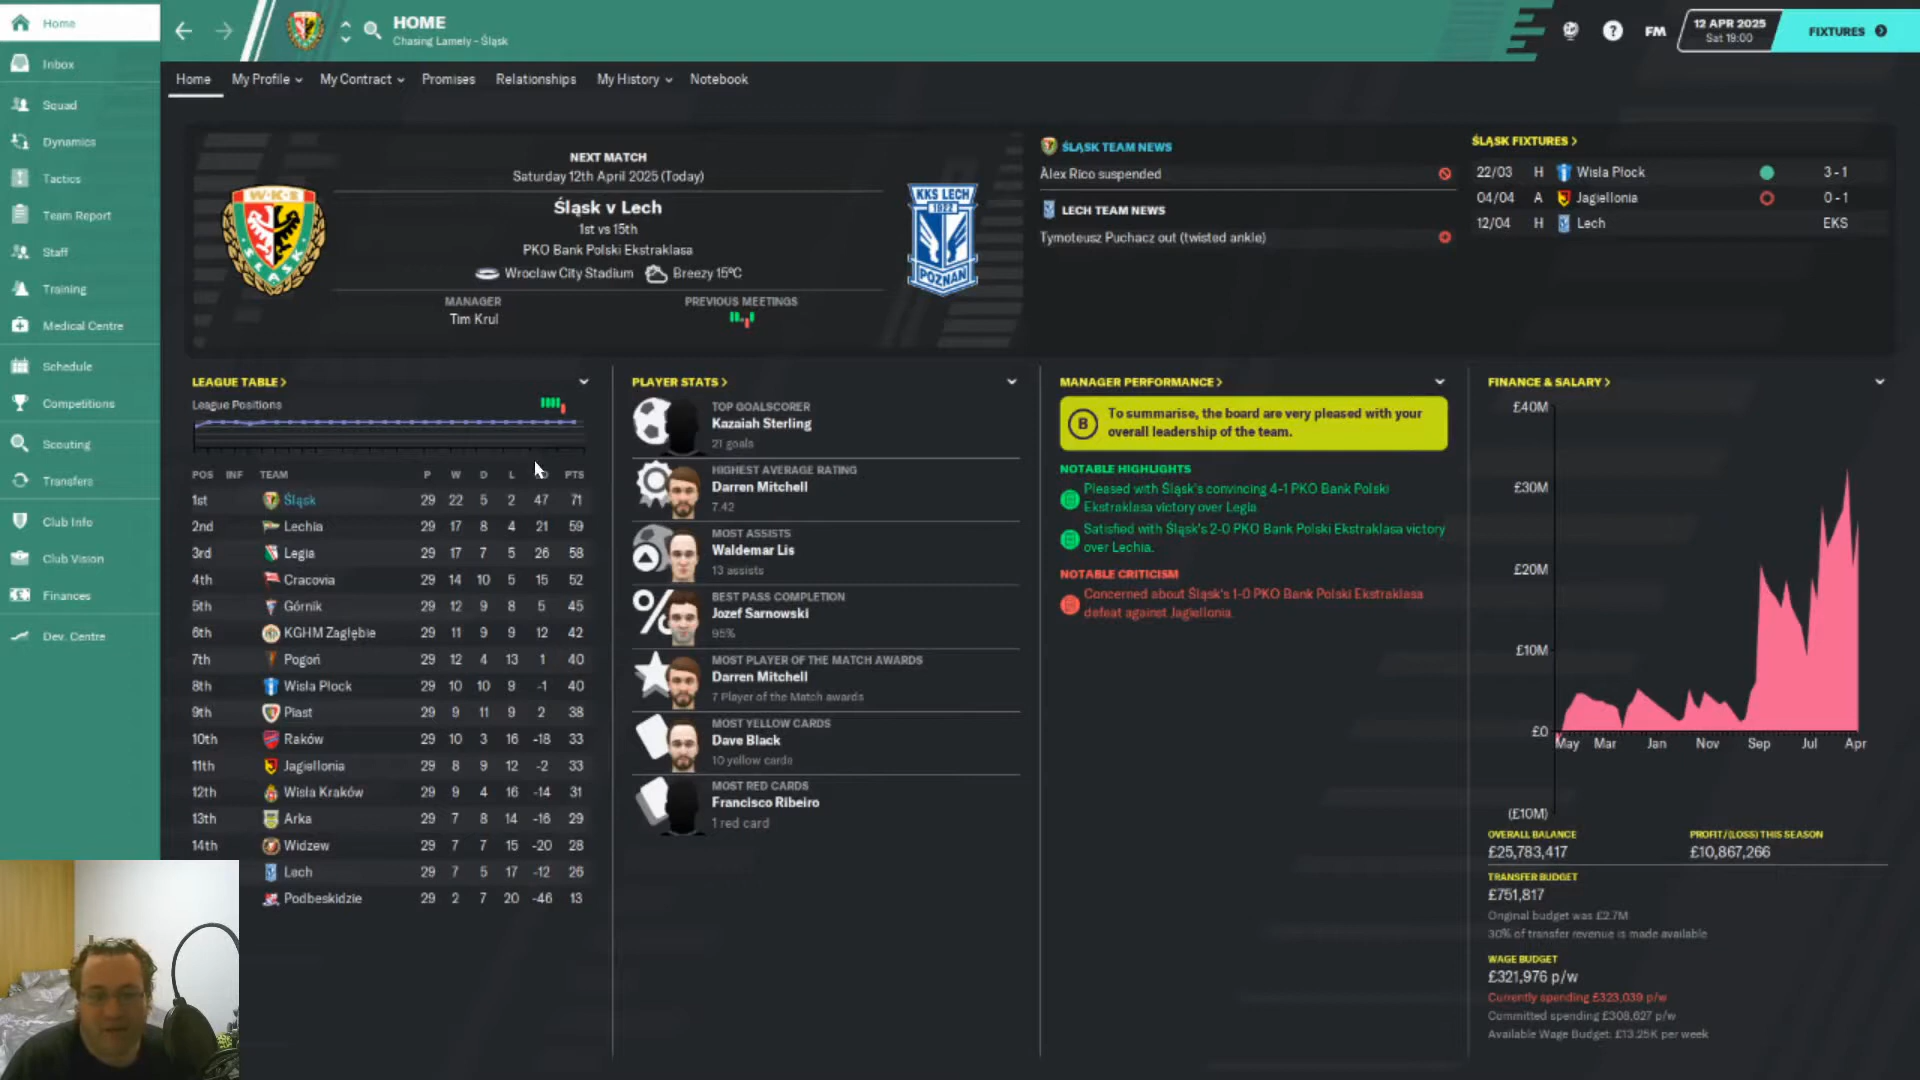 Home
HOME
Chasing Lamely - Śląsk
FM
12 APR 2025
Sat 19:00
FIXTURES
Inbox
Squad
Dynamics
Tactics
Team Report
Staff
Training
Medical Centre
Schedule
Competitions
Scouting
Transfers
Club Info
Club Vision
Finances
Dev. Centre
Home My Profile My Contract Promises Relationships My History Notebook
NEXT MATCH
Saturday 12th April 2025 (Today)
Śląsk v Lech
1st vs 15th
PKO Bank Polski Ekstraklasa
Wroclaw City Stadium Breezy 15°C
MANAGER
Tim Krul
PREVIOUS MEETINGS
W·K·S
ŚLĄSK
KKS LECH
1922
POZNAŃ
ŚLĄSK TEAM NEWS
Àlex Rico suspended
LECH TEAM NEWS
Tymoteusz Puchacz out (twisted ankle)
ŚLĄSK FIXTURES >
22/03 H Wisla Plock 3 - 1
04/04 A Jagiellonia 0 - 1
12/04 H Lech EKS
LEAGUE TABLE >
League Positions
POS INF TEAM P W D L PTS
1st Śląsk 29 22 5 2 47 71
2nd Lechia 29 17 8 4 21 59
3rd Legia 29 17 7 5 26 58
4th Cracovia 29 14 10 5 15 52
5th Górnik 29 12 9 8 5 45
6th KGHM Zagłębie 29 11 9 9 12 42
7th Pogoń 29 12 4 13 1 40
8th Wisla Plock 29 10 10 9 -1 40
9th Piast 29 9 11 9 2 38
10th Raków 29 10 3 16 -18 33
11th Jagiellonia 29 8 9 12 -2 33
12th Wisla Kraków 29 9 4 16 -14 31
13th Arka 29 7 8 14 -16 29
14th Widzew 29 7 7 15 -20 28
Lech 29 7 5 17 -12 26
Podbeskidzie 29 2 7 20 -46 13
PLAYER STATS >
TOP GOALSCORER
Kazaiah Sterling
21 goals
HIGHEST AVERAGE RATING
Darren Mitchell
7.42
MOST ASSISTS
Waldemar Lis
13 assists
BEST PASS COMPLETION
Jozef Sarnowski
95%
MOST PLAYER OF THE MATCH AWARDS
Darren Mitchell
7 Player of the Match awards
MOST YELLOW CARDS
Dave Black
10 yellow cards
MOST RED CARDS
Francisco Ribeiro
1 red card
MANAGER PERFORMANCE >
B
To summarise, the board are very pleased with your
overall leadership of the team.
NOTABLE HIGHLIGHTS
Pleased with Śląsk's convincing 4-1 PKO Bank Polski
Ekstraklasa victory over Legia.
Satisfied with Śląsk's 2-0 PKO Bank Polski Ekstraklasa victory
over Lechia.
NOTABLE CRITICISM
Concerned about Śląsk's 1-0 PKO Bank Polski Ekstraklasa
defeat against Jagiellonia.
FINANCE & SALARY >
£40M
£30M
£20M
£10M
£0
(£10M)
May Mar Jan Nov Sep Jul Apr
OVERALL BALANCE
£25,783,417
PROFIT/(LOSS) THIS SEASON
£10,867,266
TRANSFER BUDGET
£751,817
Original budget was £2.7M
30% of transfer revenue is made available
WAGE BUDGET
£321,976 p/w
Currently spending £323,039 p/w
Committed spending £308,627 p/w
Available Wage Budget: £13.25K per week